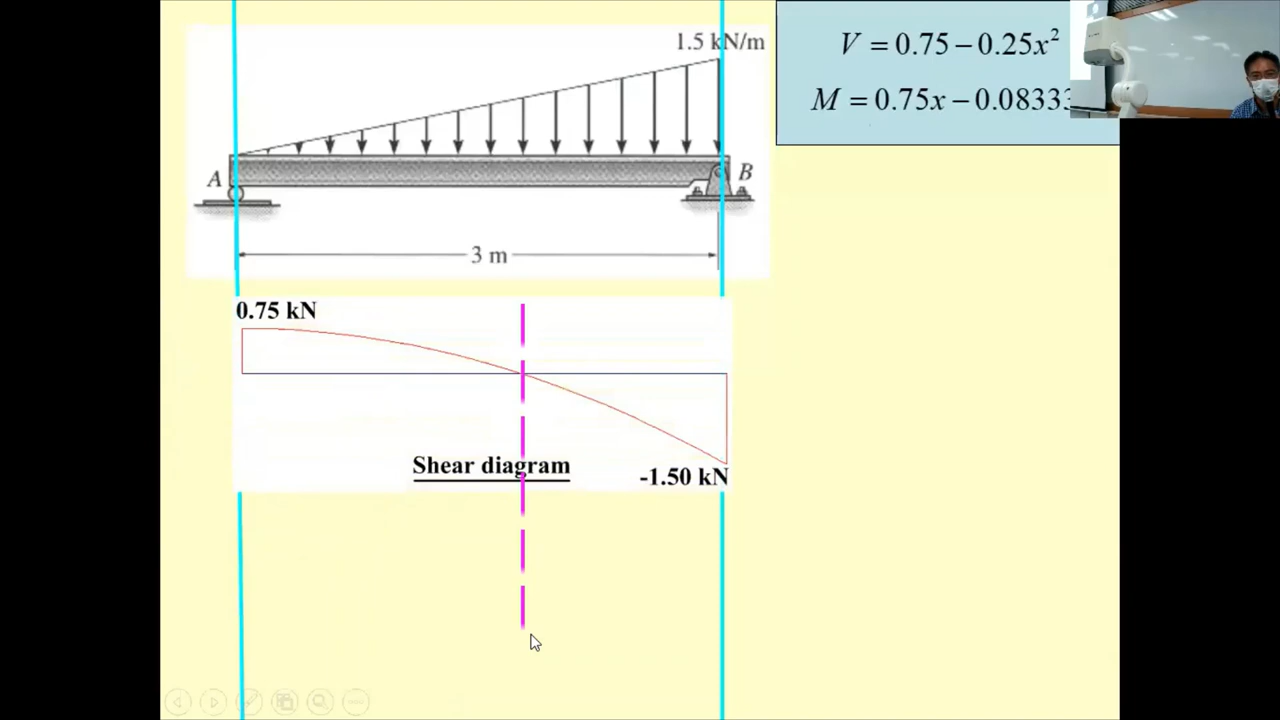 1.5 kN/m
V = 0.75 − 0.25x²
M = 0.75x − 0.0833
A
B
3 m
0.75 kN
Shear diagram
-1.50 kN